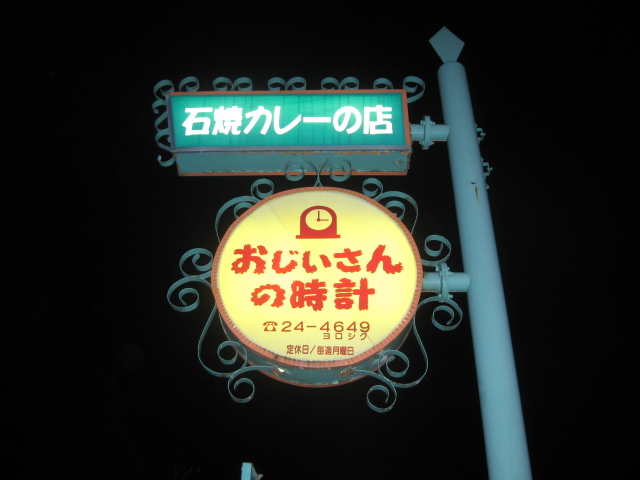 石焼カレーの店
おじいさん
の時計
☎24-4649
ヨロシク
定休日/毎週月曜日